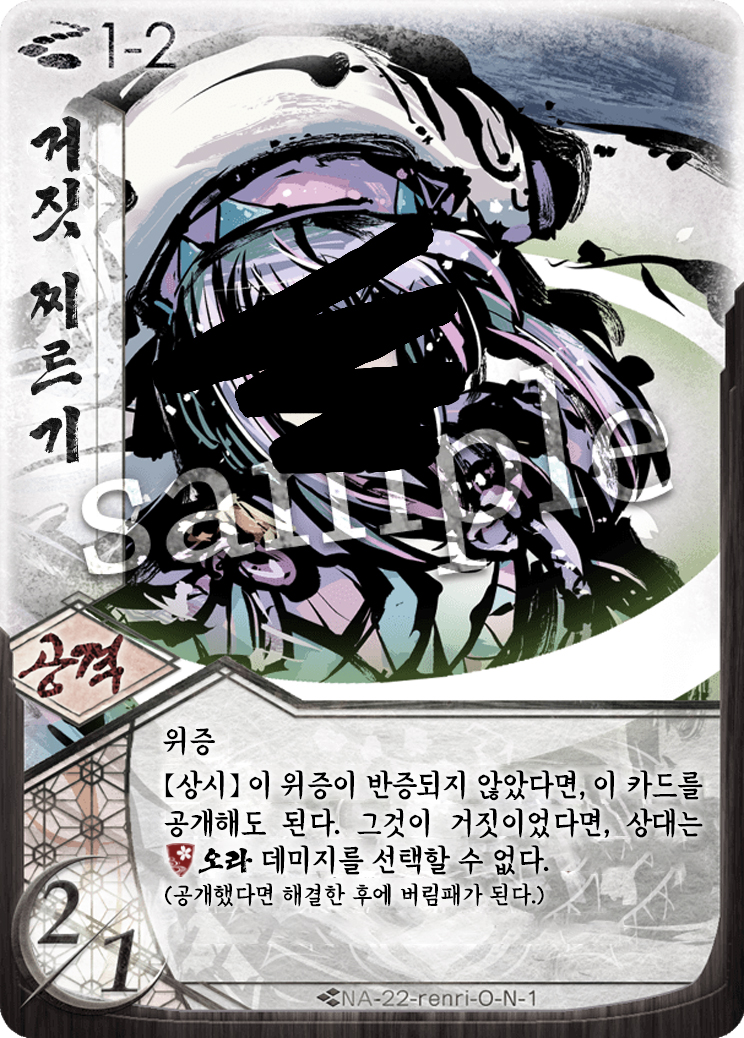 1-2
거짓 찌르기
sample
공격
위증
【상시】이 위증이 반증되지 않았다면, 이 카드를
공개해도 된다. 그것이 거짓이었다면, 상대는
오라 데미지를 선택할 수 없다.
(공개했다면 해결한 후에 버림패가 된다.)
2/1
NA-22-renri-O-N-1